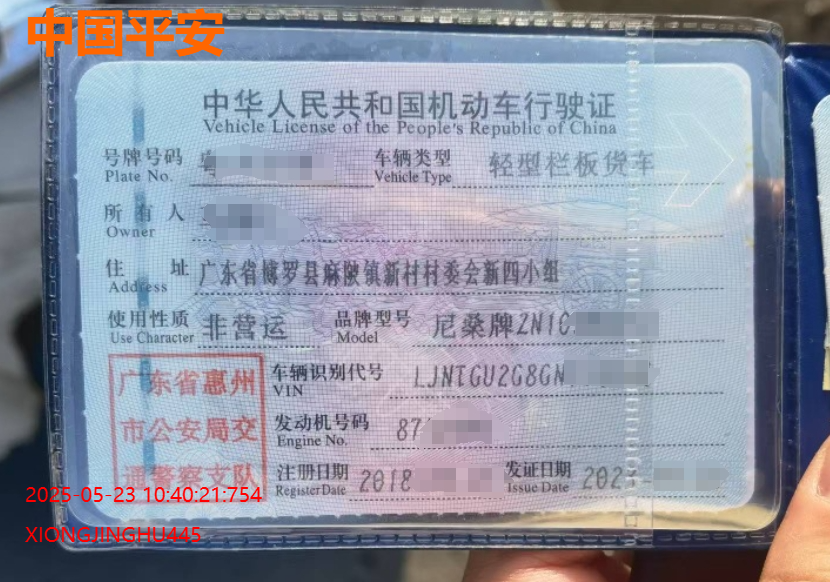 中国平安
中华人民共和国机动车行驶证
Vehicle License of the People's Republic of China
号牌号码 粤 车辆类型 轻型栏板货车
Plate No. Vehicle Type
所有人
Owner
住址 广东省博罗县麻陂镇新村村委会新四小组
Address
使用性质 非营运 品牌型号 尼桑牌ZN1G
Use Character Model
广东省惠州 车辆识别代号 LJNTGU2G8GN
VIN
市公安局交 发动机号码 87
Engine No.
通警察支队 注册日期 2018 发证日期 202
Register Date Issue Date
2025-05-23 10:40:21:754
XIONGJINGHU445